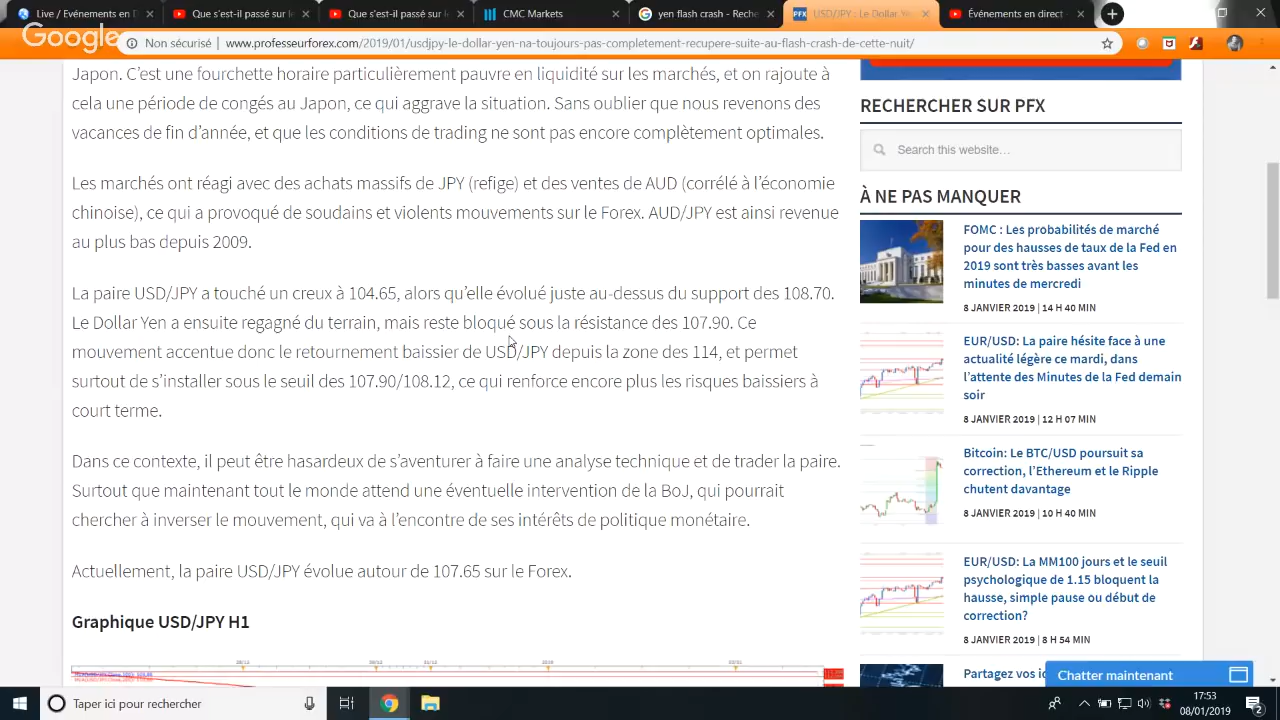 Que s'est-il passé sur
Que s'est-il passé sur
CMC Markets
yen flash crash - Reche
USD/JPY : Le Dollar Yen
Événements en direct -
Google
Non sécurisé | www.professeurforex.com/2019/01/usdjpy-le-dollar-yen-na-toujours-pas-completement-recupere-suite-au-flash-crash-de-cette-nuit/
Japon. C'est une fourchette horaire particulièrement pauvre en liquidité sur les marchés, et on rajoute à
cela une période de congés au Japon, ce qui aggrave la situation. Sans oublier que nous revenons des
vacances de fin d'année, et que les conditions de trading ne sont pas encore complètement optimales.
Les marchés ont réagi avec des achats massifs de JPY (refige) et des ventes de AUD (corrélé à l'économie
chinoise), ce qui a provoqué de soudains et violents mouvements sur le Forex. AUD/JPY est ainsi revenue
au plus bas depuis 2009.
La paire USD/JPY a touché un creux à 104.65, alors qu'elle évolué juste au-dessus du support des 108.70.
Le Dollar Yen a ensuite regagné du terrain, mais reste bloqué sous la résistance des 107.90. Ce
mouvement accentue donc le retournement baissier de USD/JPY depuis la zone des 114, et permet
surtout de s'installer sous le seuil des 107.90/108.12, ce qui renforce encore plus les risques baissiers à
court terme.
Dans ce contexte, il peut être hasardeux de s'aventurer à faire une analyse technique et de trader la paire.
Surtout que maintenant tout le monde attend une éventuelle intervention de la BoJ, qui pourrait
chercher à inverser le mouvement, qui va à l'encontre de ses intérêts de politique monétaire.
Actuellement, la paire USD/JPY évolue autour de 107.65 sur le Forex.
Graphique USD/JPY H1
RECHERCHER SUR PFX
Search this website…
À NE PAS MANQUER
FOMC : Les probabilités de marché
pour des hausses de taux de la Fed en
2019 sont très basses avant les
minutes de mercredi
8 JANVIER 2019 | 14 H 40 MIN
EUR/USD: La paire hésite face à une
actualité légère ce mardi, dans
l'attente des Minutes de la Fed demain
soir
8 JANVIER 2019 | 12 H 07 MIN
Bitcoin: Le BTC/USD poursuit sa
correction, l'Ethereum et le Ripple
chutent davantage
8 JANVIER 2019 | 10 H 40 MIN
EUR/USD: La MM100 jours et le seuil
psychologique de 1.15 bloquent la
hausse, simple pause ou début de
correction?
8 JANVIER 2019 | 8 H 54 MIN
Partagez vos
Chatter maintenant
Taper ici pour rechercher
17:53
08/01/2019